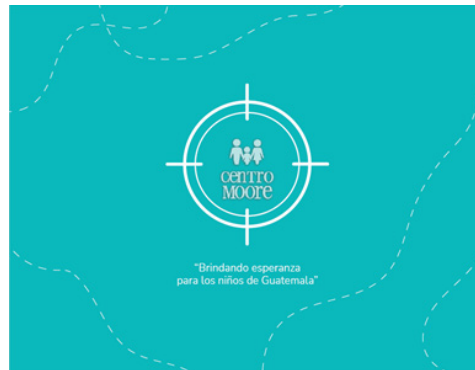 CENTRO
MOORE
"Brindando esperanza
para los niños de Guatemala"